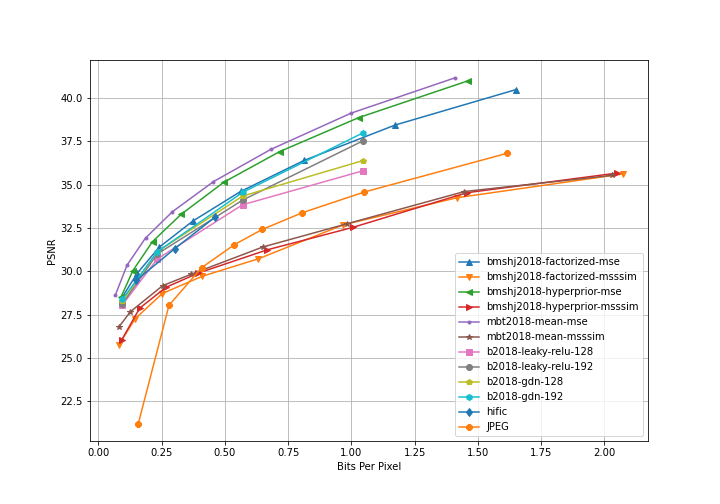 40.0
37.5
35.0
32.5
30.0
27.5
25.0
22.5
PSNR
0.00 0.25 0.50 0.75 1.00 1.25 1.50 1.75 2.00
Bits Per Pixel
bmshj2018-factorized-mse
bmshj2018-factorized-msssim
bmshj2018-hyperprior-mse
bmshj2018-hyperprior-msssim
mbt2018-mean-mse
mbt2018-mean-msssim
b2018-leaky-relu-128
b2018-leaky-relu-192
b2018-gdn-128
b2018-gdn-192
hific
JPEG